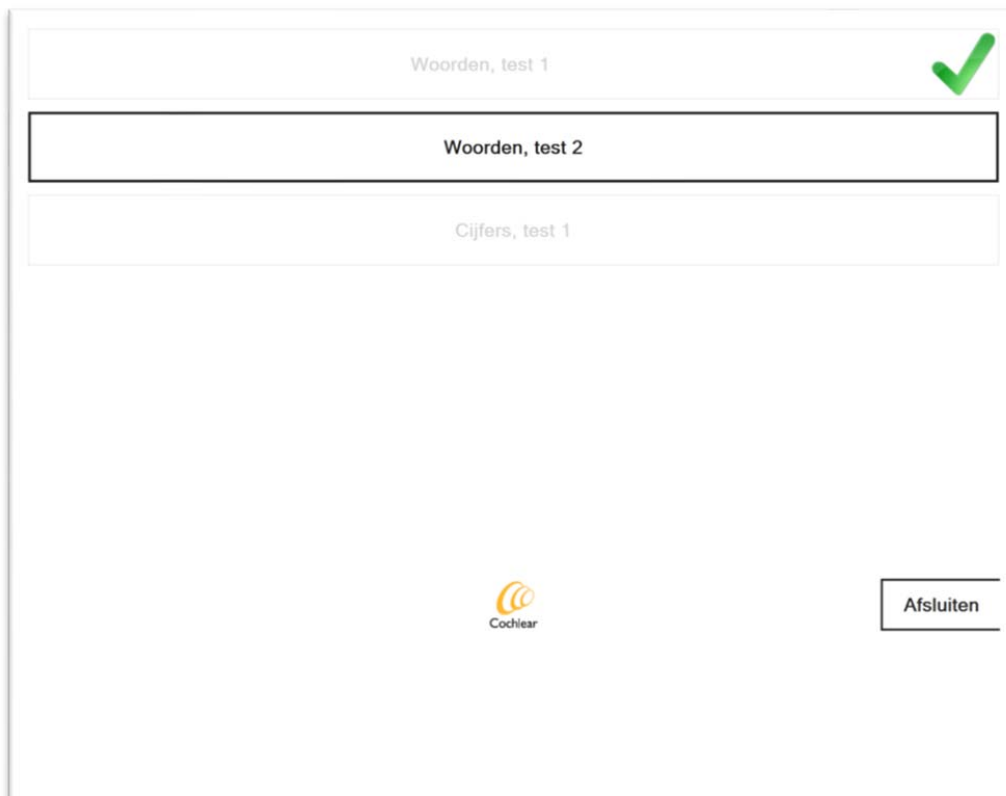 Woorden, test 1
Woorden, test 2
Cijfers, test 1
Cochlear
Afsluiten